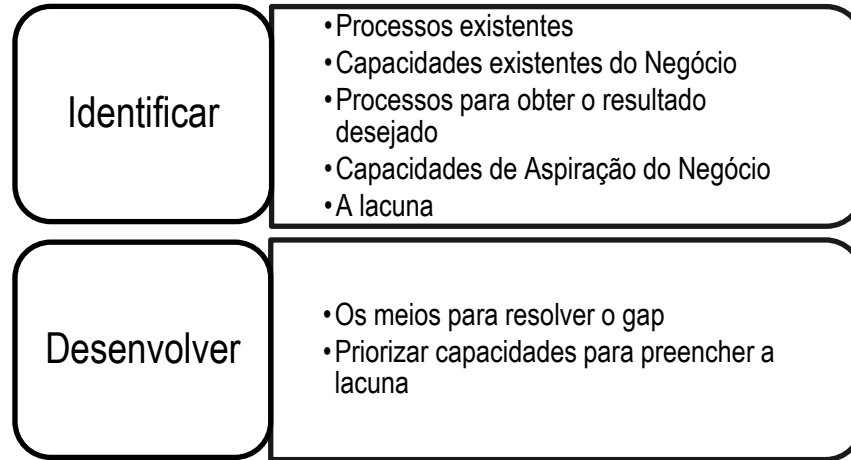 Identificar
•Processos existentes
•Capacidades existentes do Negócio
•Processos para obter o resultado
desejado
•Capacidades de Aspiração do Negócio
•A lacuna
Desenvolver
•Os meios para resolver o gap
•Priorizar capacidades para preencher a
lacuna